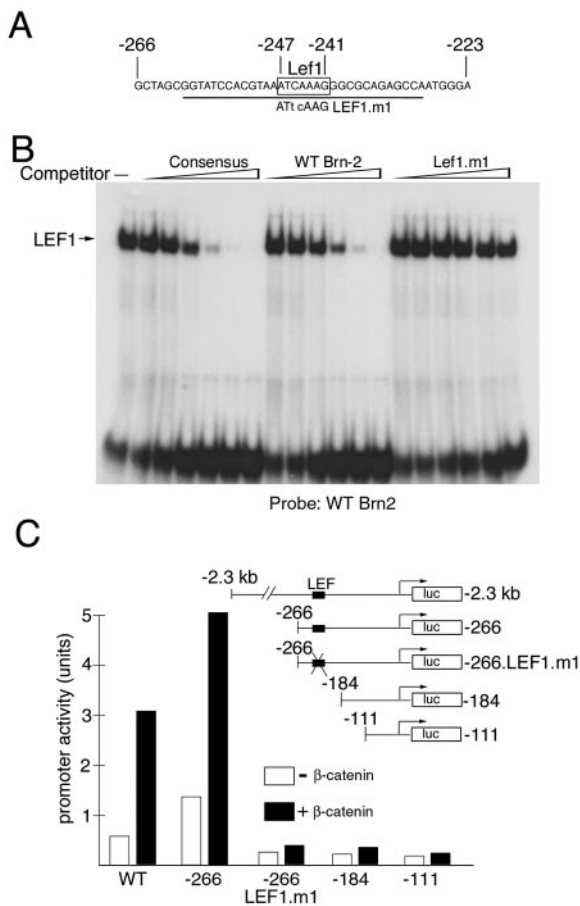 A
-266 -247 -241 -223
Lef1
GCTAGCGGTATCCACGTAAATCAAAGGGCGCAGAGCCAATGGGA
ATt cAAG LEF1.m1
B
Competitor — Consensus WT Brn-2 Lef1.m1
LEF1
Probe: WT Brn2
C
-2.3 kb LEF luc -2.3 kb
-266 luc -266
-266 luc -266.LEF1.m1
-184 luc -184
-111 luc -111
promoter activity (units)
5
4
3
2
1
- β-catenin
+ β-catenin
WT -266 -266 -184 -111
LEF1.m1